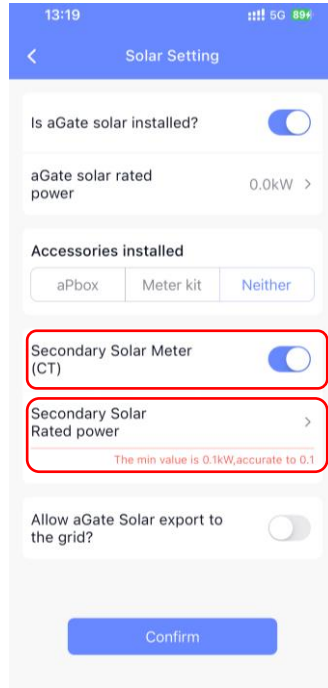 13:19
5G 89
Solar Setting
Is aGate solar installed?
aGate solar rated
power
0.0kW >
Accessories installed
aPbox Meter kit Neither
Secondary Solar Meter
(CT)
Secondary Solar
Rated power
>
The min value is 0.1kW,accurate to 0.1
Allow aGate Solar export to
the grid?
Confirm